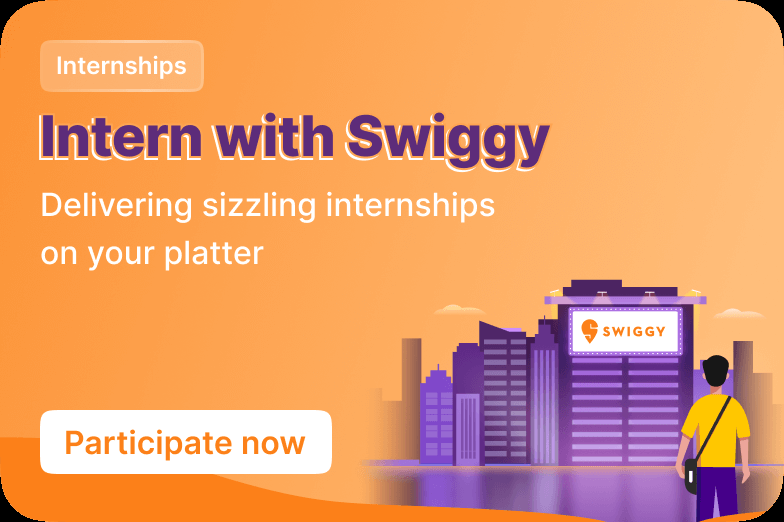 Internships
Intern with Swiggy
Delivering sizzling internships
on your platter
SWIGGY
Participate now